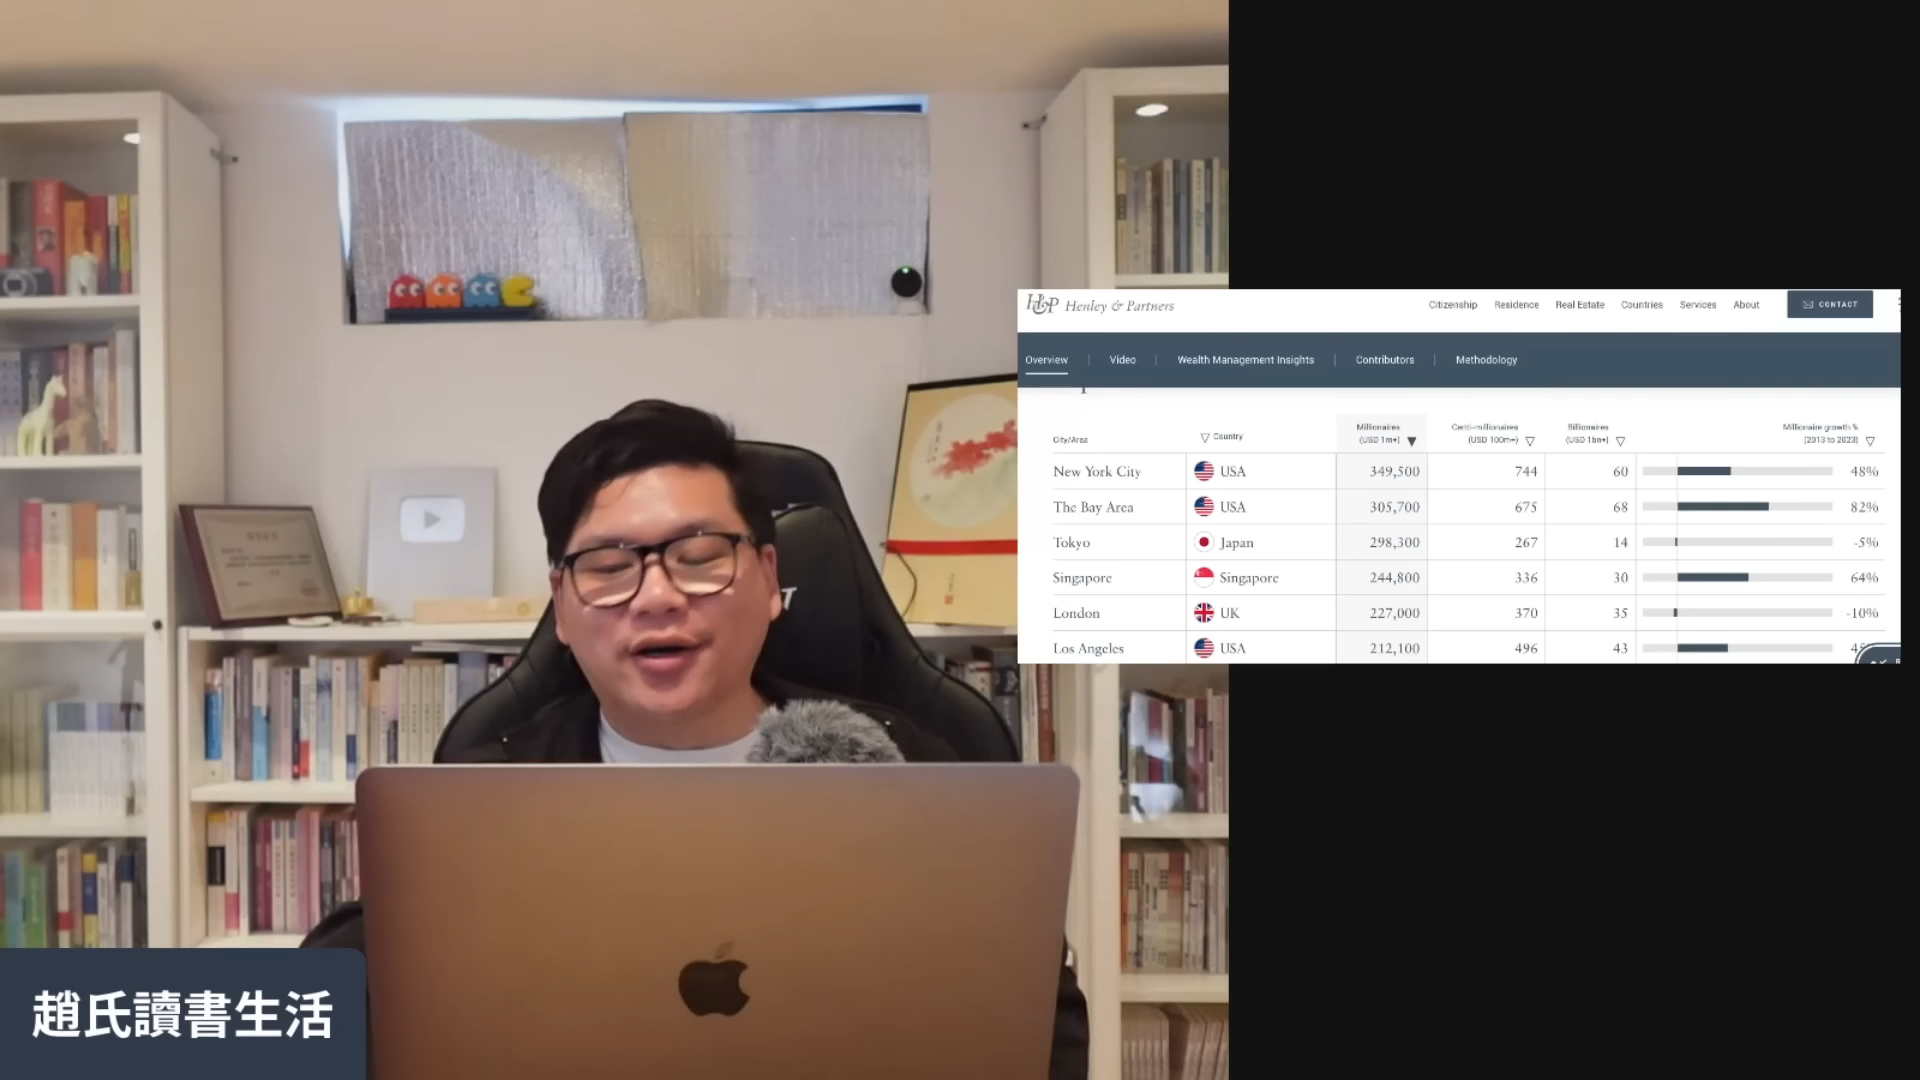 H&P Henley & Partners
Citizenship Residence Real Estate Countries Services About CONTACT
Overview Video Wealth Management Insights Contributors Methodology
City/Area Country Millionaires (USD 1m+) Centi-millionaires (USD 100m+) Billionaires (USD 1bn+) Millionaire growth % (2013 to 2023)
New York City USA 349,500 744 60 48%
The Bay Area USA 305,700 675 68 82%
Tokyo Japan 298,300 267 14 -5%
Singapore Singapore 244,800 336 30 64%
London UK 227,000 370 35 -10%
Los Angeles USA 212,100 496 43
趙氏讀書生活